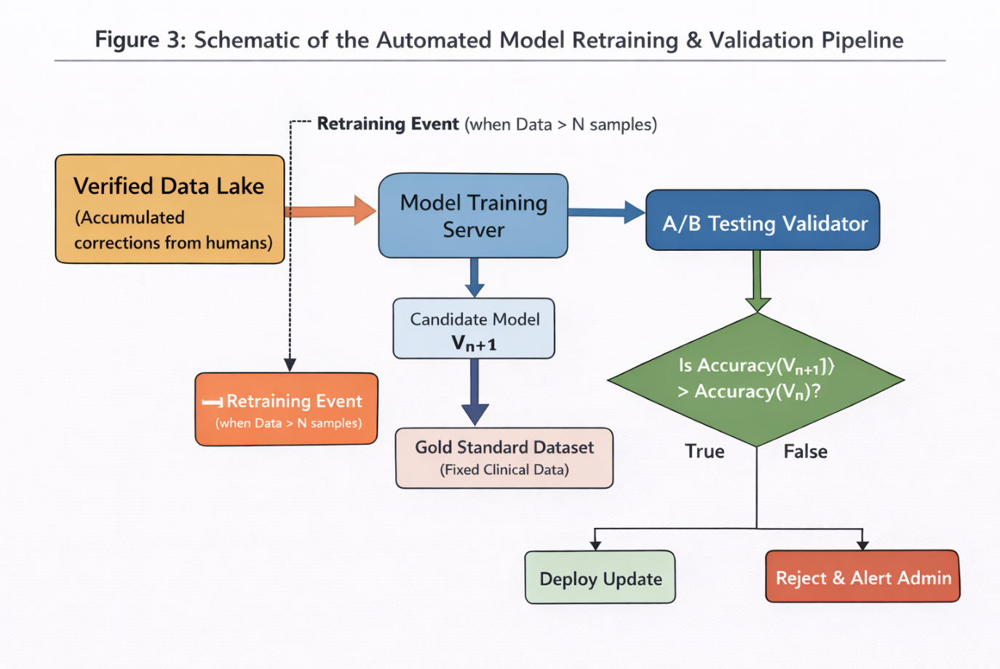 Figure 3: Schematic of the Automated Model Retraining & Validation Pipeline
Retraining Event (when Data > N samples)
Verified Data Lake
(Accumulated
corrections from humans)
Model Training
Server
A/B Testing Validator
Candidate Model
Vn+1
Is Accuracy(Vn+1])
> Accuracy(Vn)?
Retraining Event
(when Data > N samples)
Gold Standard Dataset
(Fixed Clinical Data)
True
False
Deploy Update
Reject & Alert Admin